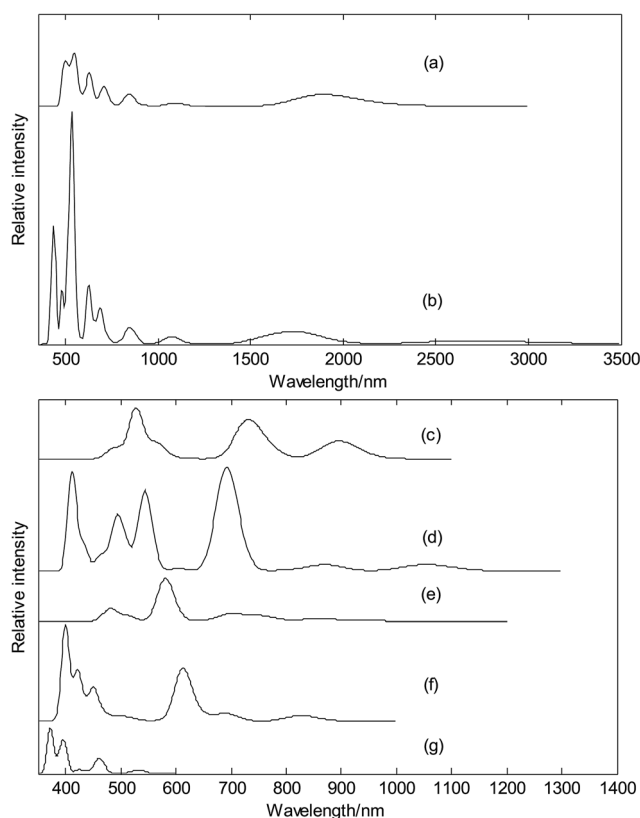 Relative intensity
(a)
(b)
500 1000 1500 2000 2500 3000 3500
Wavelength/nm
Relative intensity
(c)
(d)
(e)
(f)
(g)
400 500 600 700 800 900 1000 1100 1200 1300 1400
Wavelength/nm